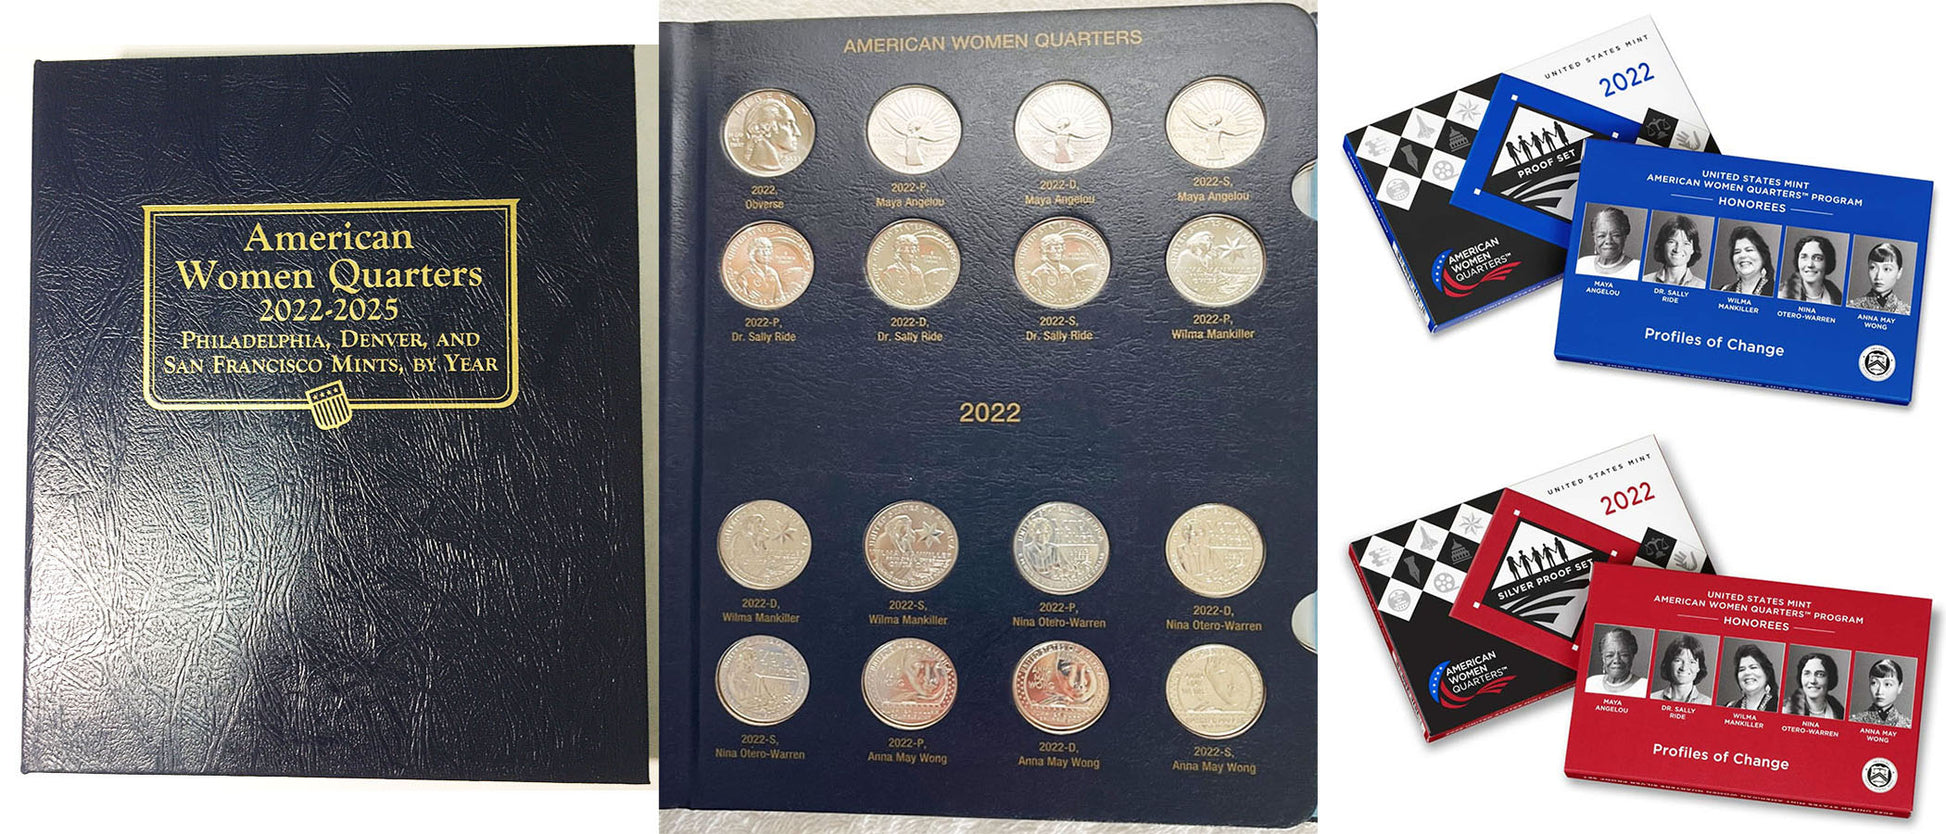 American
Women Quarters
2022-2025
Philadelphia, Denver, and
San Francisco Mints, by Year
AMERICAN WOMEN QUARTERS
2022,
Obverse
2022-P,
Maya Angelou
2022-D,
Maya Angelou
2022-S,
Maya Angelou
2022-P,
Dr. Sally Ride
2022-D,
Dr. Sally Ride
2022-S,
Dr. Sally Ride
2022-P,
Wilma Mankiller
2022
2022-D,
Wilma Mankiller
2022-S,
Wilma Mankiller
2022-P,
Nina Otero-Warren
2022-D,
Nina Otero-Warren
2022-S,
Nina Otero-Warren
2022-P,
Anna May Wong
2022-D,
Anna May Wong
2022-S,
Anna May Wong
UNITED STATES MINT
2022
PROOF SET
AMERICAN
WOMEN
QUARTERS™
UNITED STATES MINT
AMERICAN WOMEN QUARTERS™ PROGRAM
HONOREES
MAYA
ANGELOU
DR. SALLY
RIDE
WILMA
MANKILLER
NINA
OTERO-WARREN
ANNA MAY
WONG
Profiles of Change
UNITED STATES MINT
2022
SILVER PROOF SET
AMERICAN
WOMEN
QUARTERS™
UNITED STATES MINT
AMERICAN WOMEN QUARTERS™ PROGRAM
HONOREES
MAYA
ANGELOU
DR. SALLY
RIDE
WILMA
MANKILLER
NINA
OTERO-WARREN
ANNA MAY
WONG
Profiles of Change